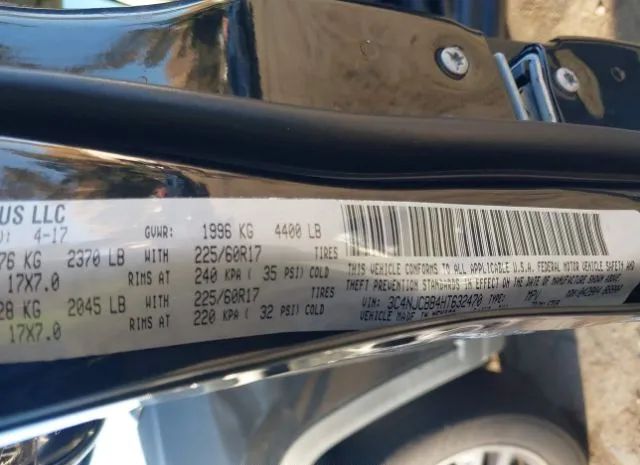 US LLC
4-17 GVWR: 1996 KG 4400 LB
76 KG 2370 LB WITH 225/60R17 TIRES
17X7.0 RIMS AT 240 KPA ( 35 PSI) COLD
28 KG 2045 LB WITH 225/60R17 TIRES
17X7.0 RIMS AT 220 KPA ( 32 PSI) COLD
THIS VEHICLE CONFORMS TO ALL APPLICABLE U.S.A. FEDERAL MOTOR VEHICLE SAFETY AND
THEFT PREVENTION STANDARDS IN EFFECT ON THE DATE OF MANUFACTURE SHOWN ABOVE.
VIN: 3C4NJCBB4HT632470 TYPE: MPV
VEHICLE MADE IN